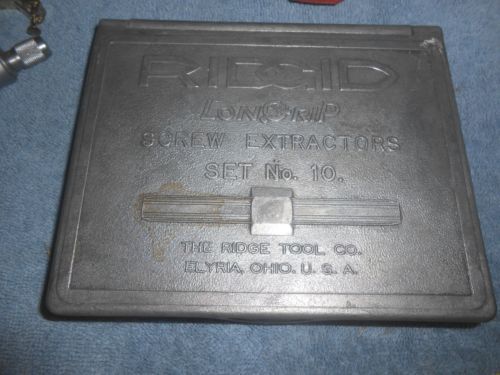 RIDGID
LONGRIP
SCREW EXTRACTORS
SET No. 10.
THE RIDGE TOOL CO.
ELYRIA, OHIO. U. S. A.